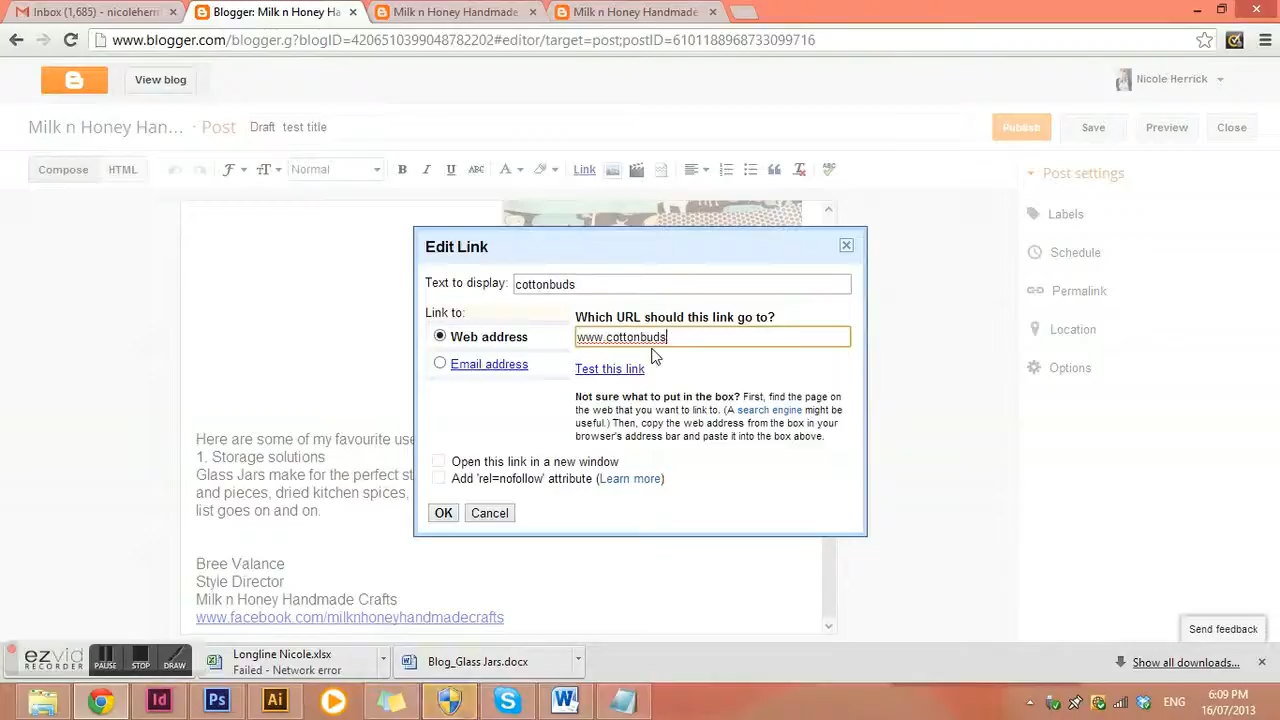 Inbox (1,685) - nicoleherr
Blogger: Milk n Honey Ha
Milk n Honey Handmade
Milk n Honey Handmade
www.blogger.com/blogger.g?blogID=4206510399048782202#editor/target=post;postID=6101188968733099716
View blog
Nicole Herrick
Milk n Honey Han... · Post
Draft test title
Publish
Save
Preview
Close
Compose
HTML
Normal
B
I
U
ABC
A
Link
Post settings
Labels
Schedule
Permalink
Location
Options
Edit Link
Text to display: cottonbuds
Link to:
Which URL should this link go to?
Web address
www.cottonbuds
Email address
Test this link
Not sure what to put in the box? First, find the page on
the web that you want to link to. (A search engine might be
useful.) Then, copy the web address from the box in your
browser's address bar and paste it into the box above.
Open this link in a new window
Add 'rel=nofollow' attribute (Learn more)
OK
Cancel
Here are some of my favourite use
1. Storage solutions
Glass Jars make for the perfect st
and pieces, dried kitchen spices,
list goes on and on.
Bree Valance
Style Director
Milk n Honey Handmade Crafts
www.facebook.com/milknhoneyhandmadecrafts
Send feedback
ezvid
RECORDER
PAUSE
STOP
DRAW
Longline Nicole.xlsx
Failed - Network error
Blog_Glass Jars.docx
Show all downloads...
Id
Ps
Ai
S
W
ENG
6:09 PM
16/07/2013